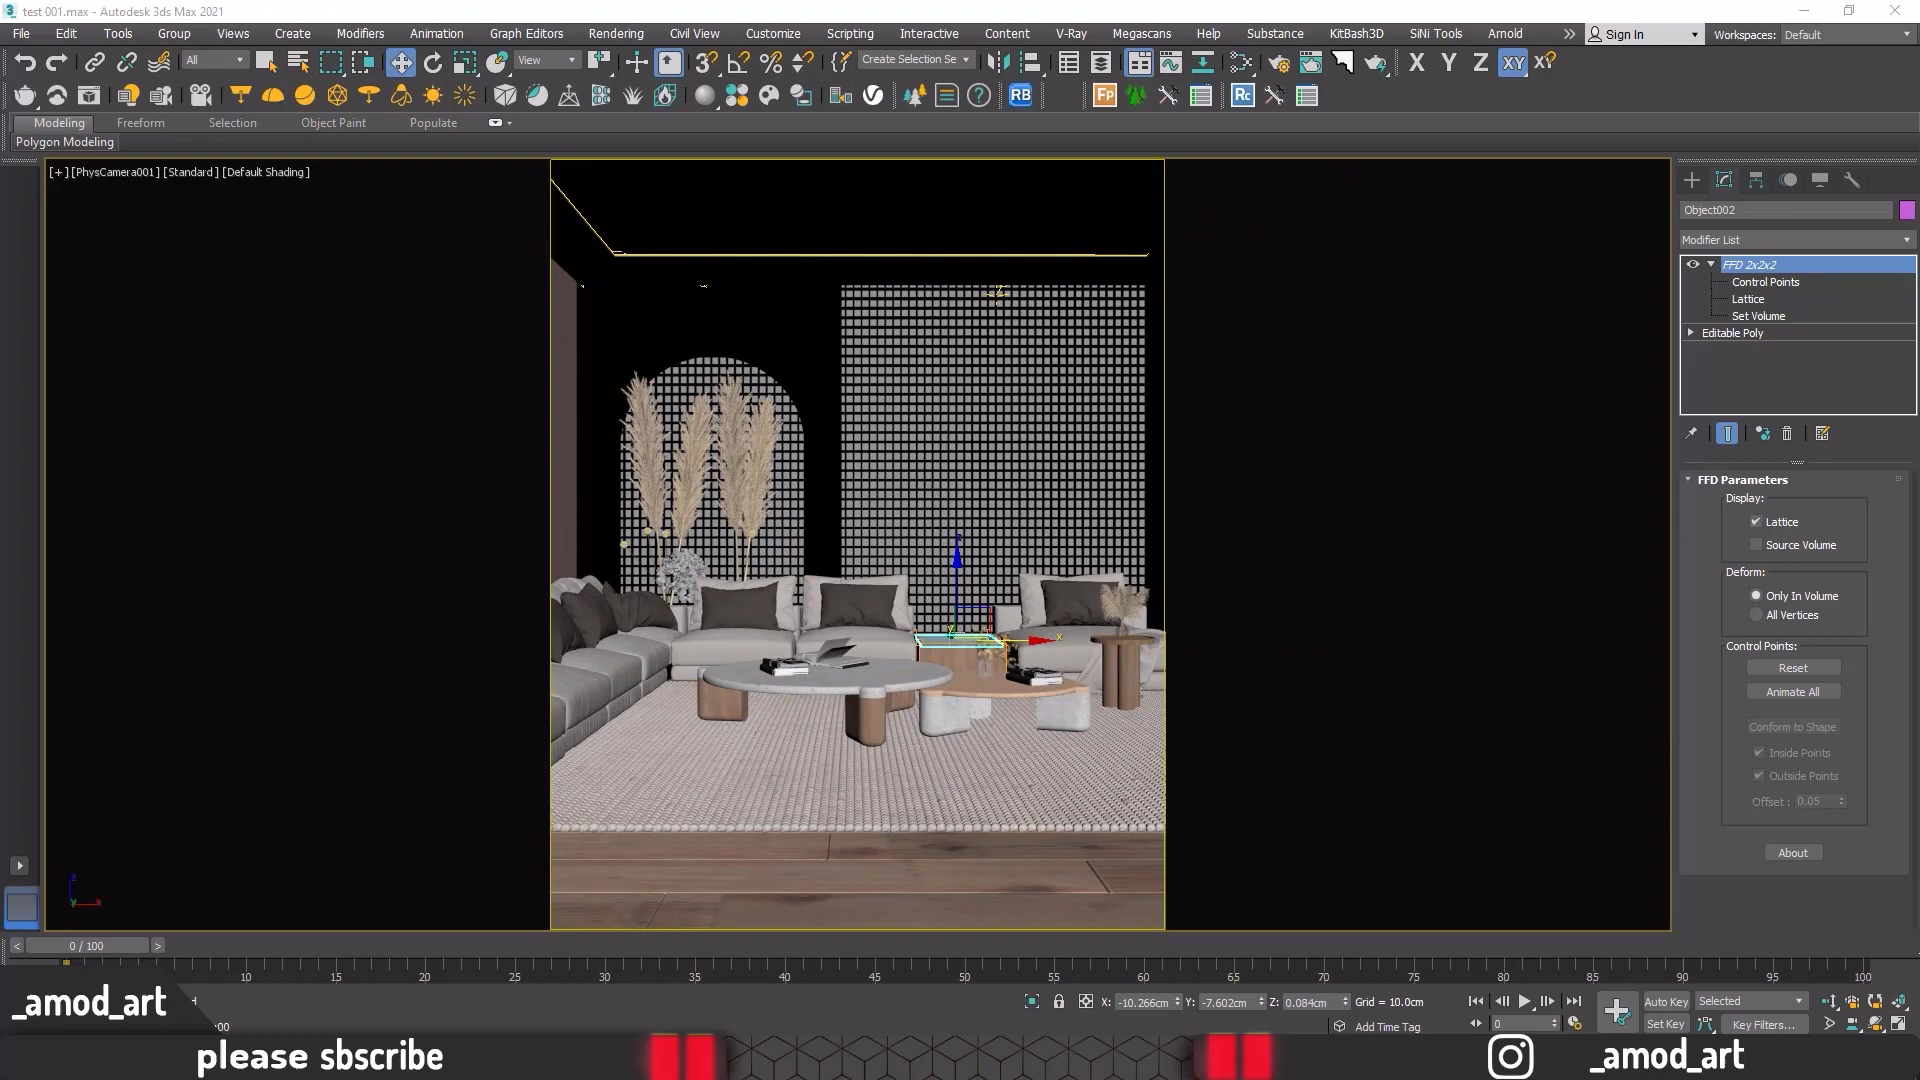 test 001.max - Autodesk 3ds Max 2021
File Edit Tools Group Views Create Modifiers Animation Graph Editors Rendering Civil View Customize Scripting Interactive Content V-Ray Megascans Help Substance KitBash3D SiNi Tools Arnold Sign In Workspaces: Default
All View Create Selection Se X Y Z XY
RB Fp Rc
Modeling Freeform Selection Object Paint Populate
Polygon Modeling
[+] [PhysCamera001] [Standard] [Default Shading]
Object002
Modifier List
FFD 2x2x2
Control Points
Lattice
Set Volume
Editable Poly
FFD Parameters
Display:
Lattice
Source Volume
Deform:
Only In Volume
All Vertices
Control Points:
Reset
Animate All
Conform to Shape
Inside Points
Outside Points
Offset : 0.05
About
0 / 100
10 15 20 25 30 35 40 45 50 55 60 65 70 75 80 85 90 95 100
X: -10.266cm Y: -7.602cm Z: 0.084cm Grid = 10.0cm Auto Key Selected
Add Time Tag 0 Set Key Key Filters...
_amod_art
:00
please sbscribe
_amod_art